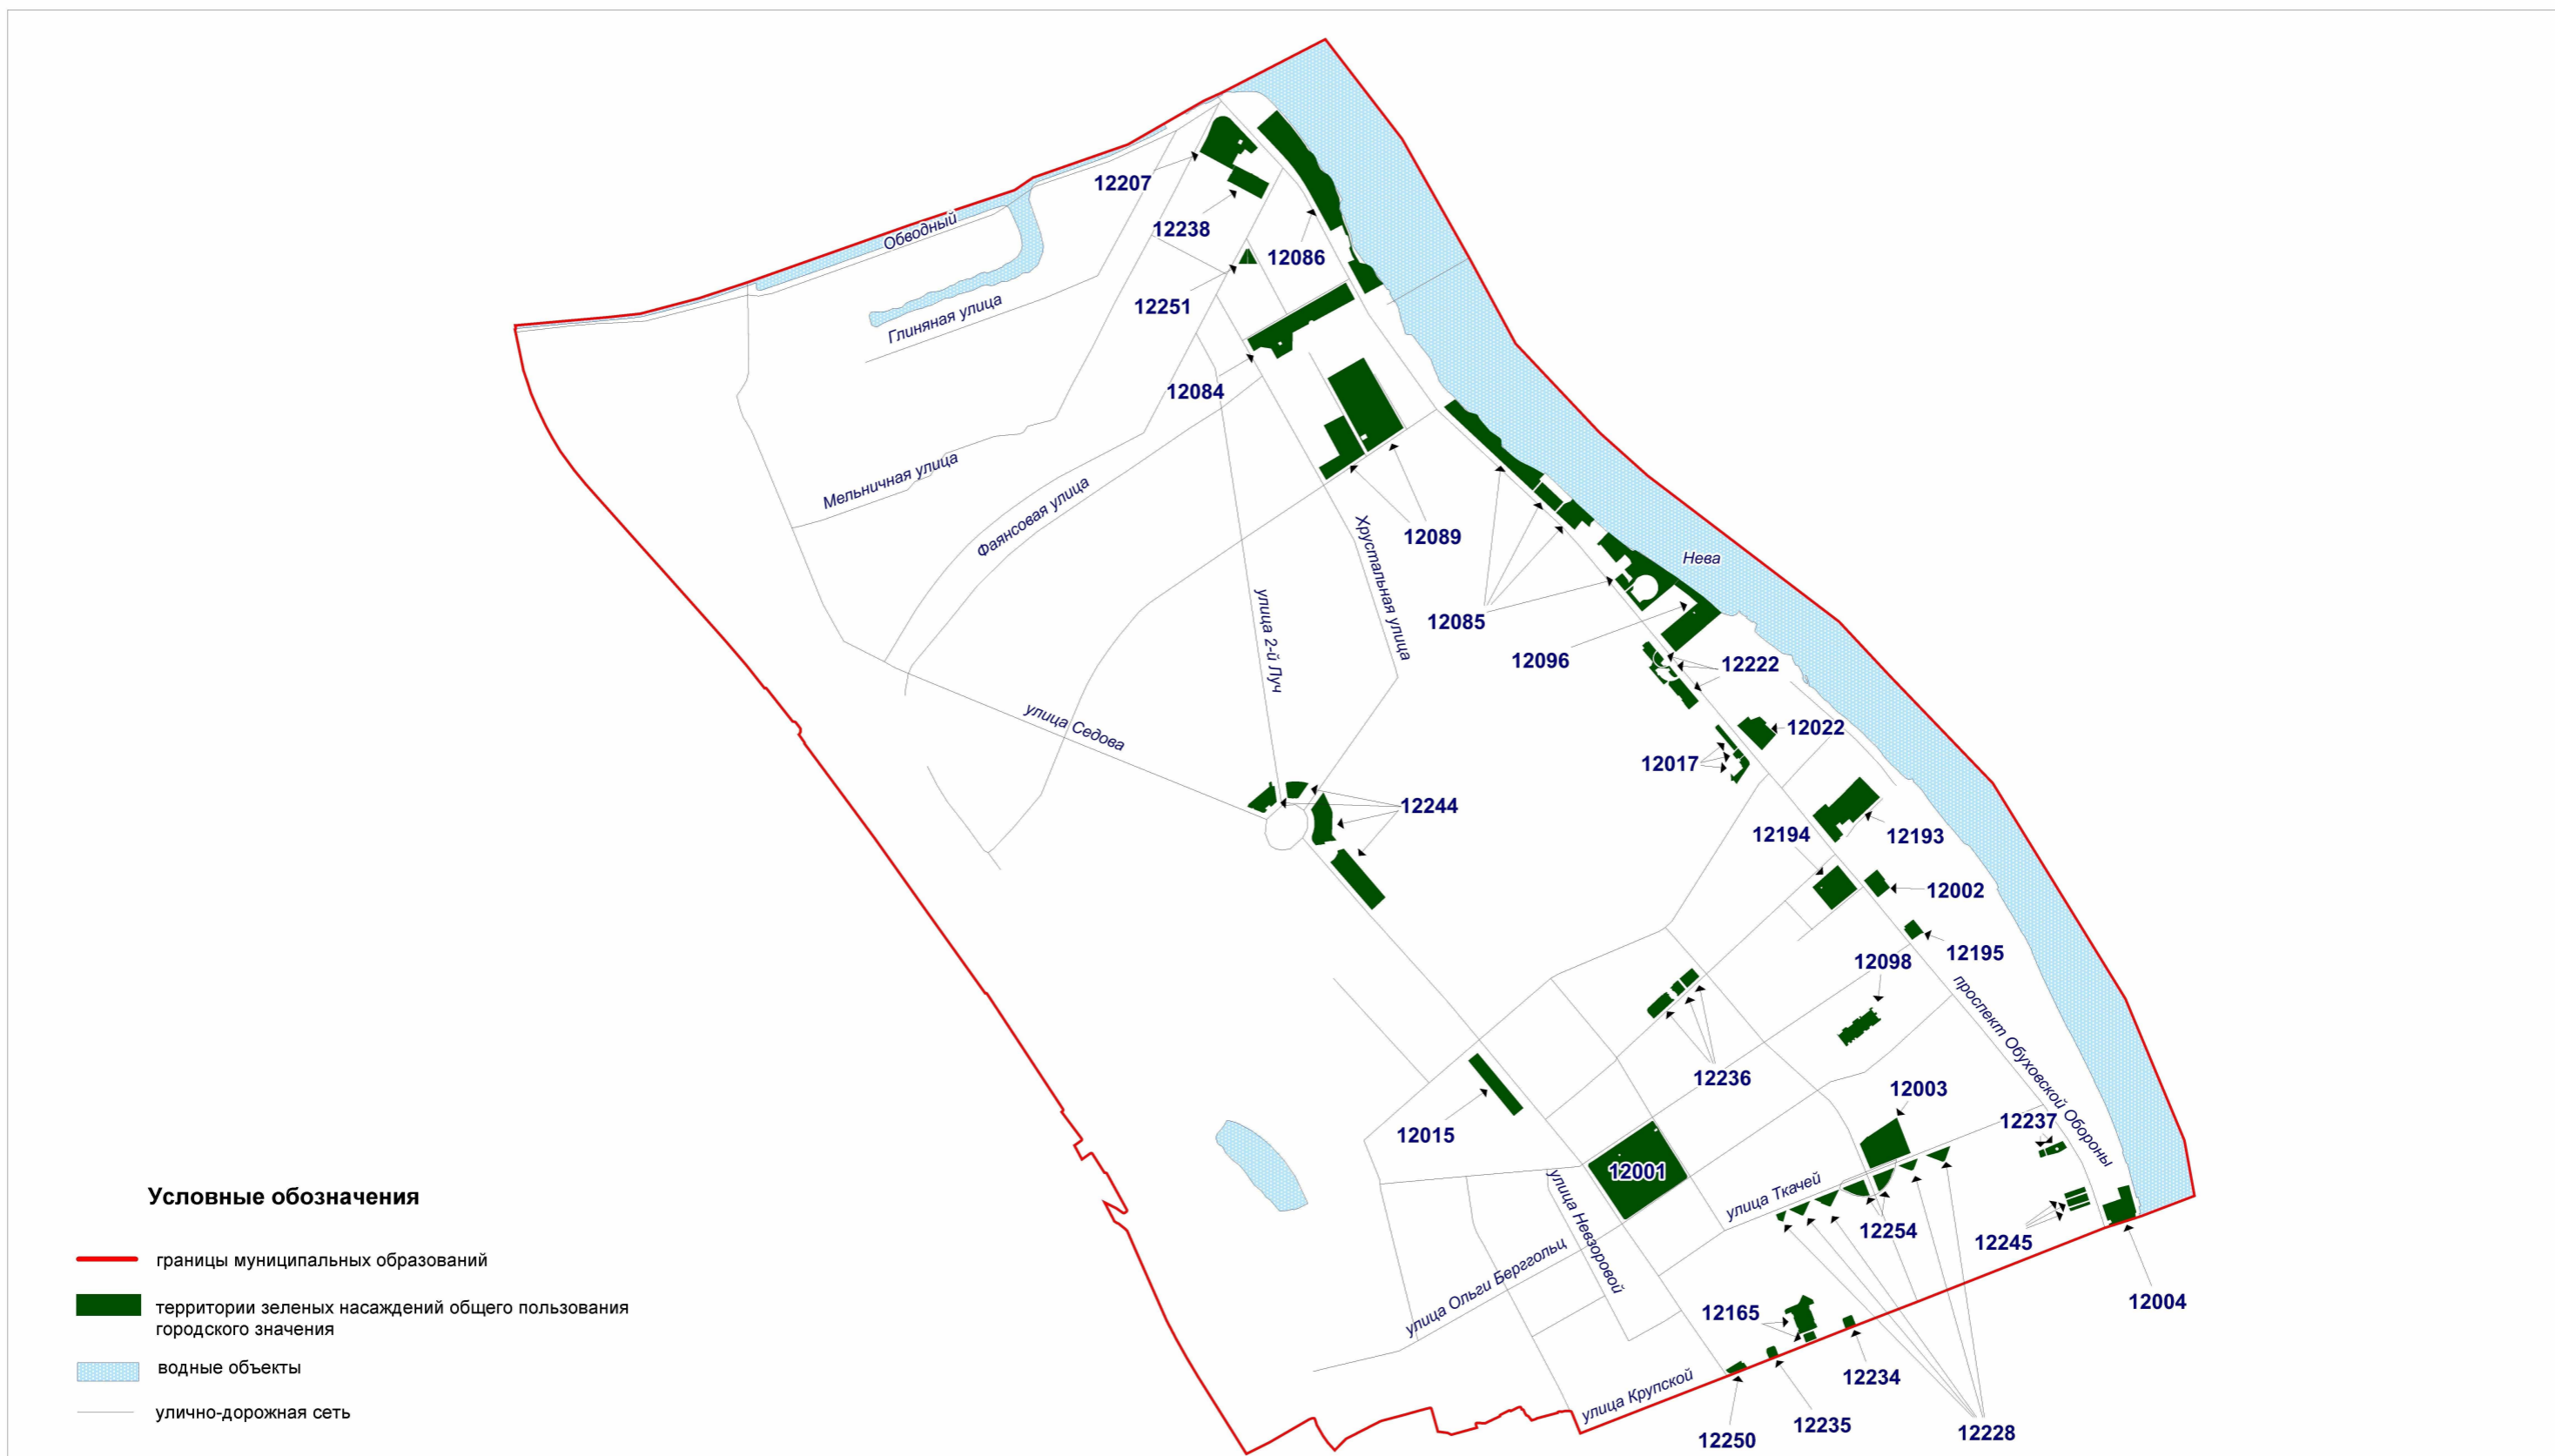 12207
Обводный
12238
12086
12251
Глиняная улица
12084
Мельничная улица
Фаянсовая улица
12089
Хрустальная улица
Нева
улица 2-й Луч
12085
12096
12222
улица Седова
12022
12017
12244
12194
12193
12002
12195
12098
проспект Обуховской Обороны
12236
12003
12015
12237
12001
улица Невзоровой
улица Ткачей
12254
12245
улица Ольги Берггольц
12004
12165
12234
улица Крупской
12235
12250
12228
Условные обозначения
границы муниципальных образований
территории зеленых насаждений общего пользования
городского значения
водные объекты
улично-дорожная сеть